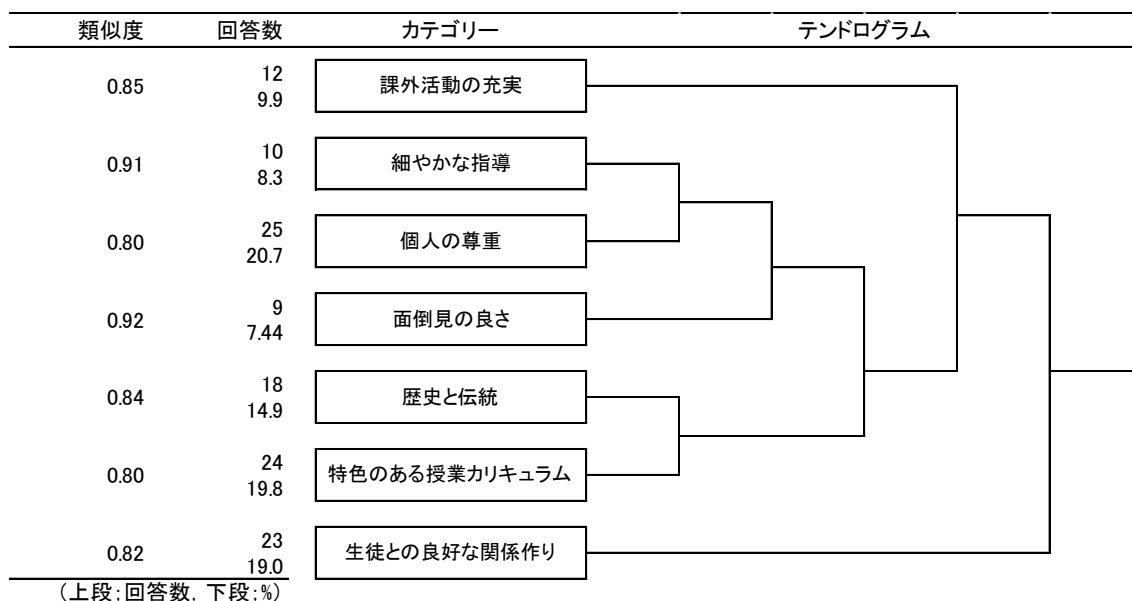 類似度 回答数 カテゴリー テンドログラム
0.85 12 課外活動の充実
9.9
0.91 10 細やかな指導
8.3
0.80 25 個人の尊重
20.7
0.92 9 面倒見の良さ
7.44
0.84 18 歴史と伝統
14.9
0.80 24 特色のある授業カリキュラム
19.8
0.82 23 生徒との良好な関係作り
19.0
（上段;回答数, 下段;%）